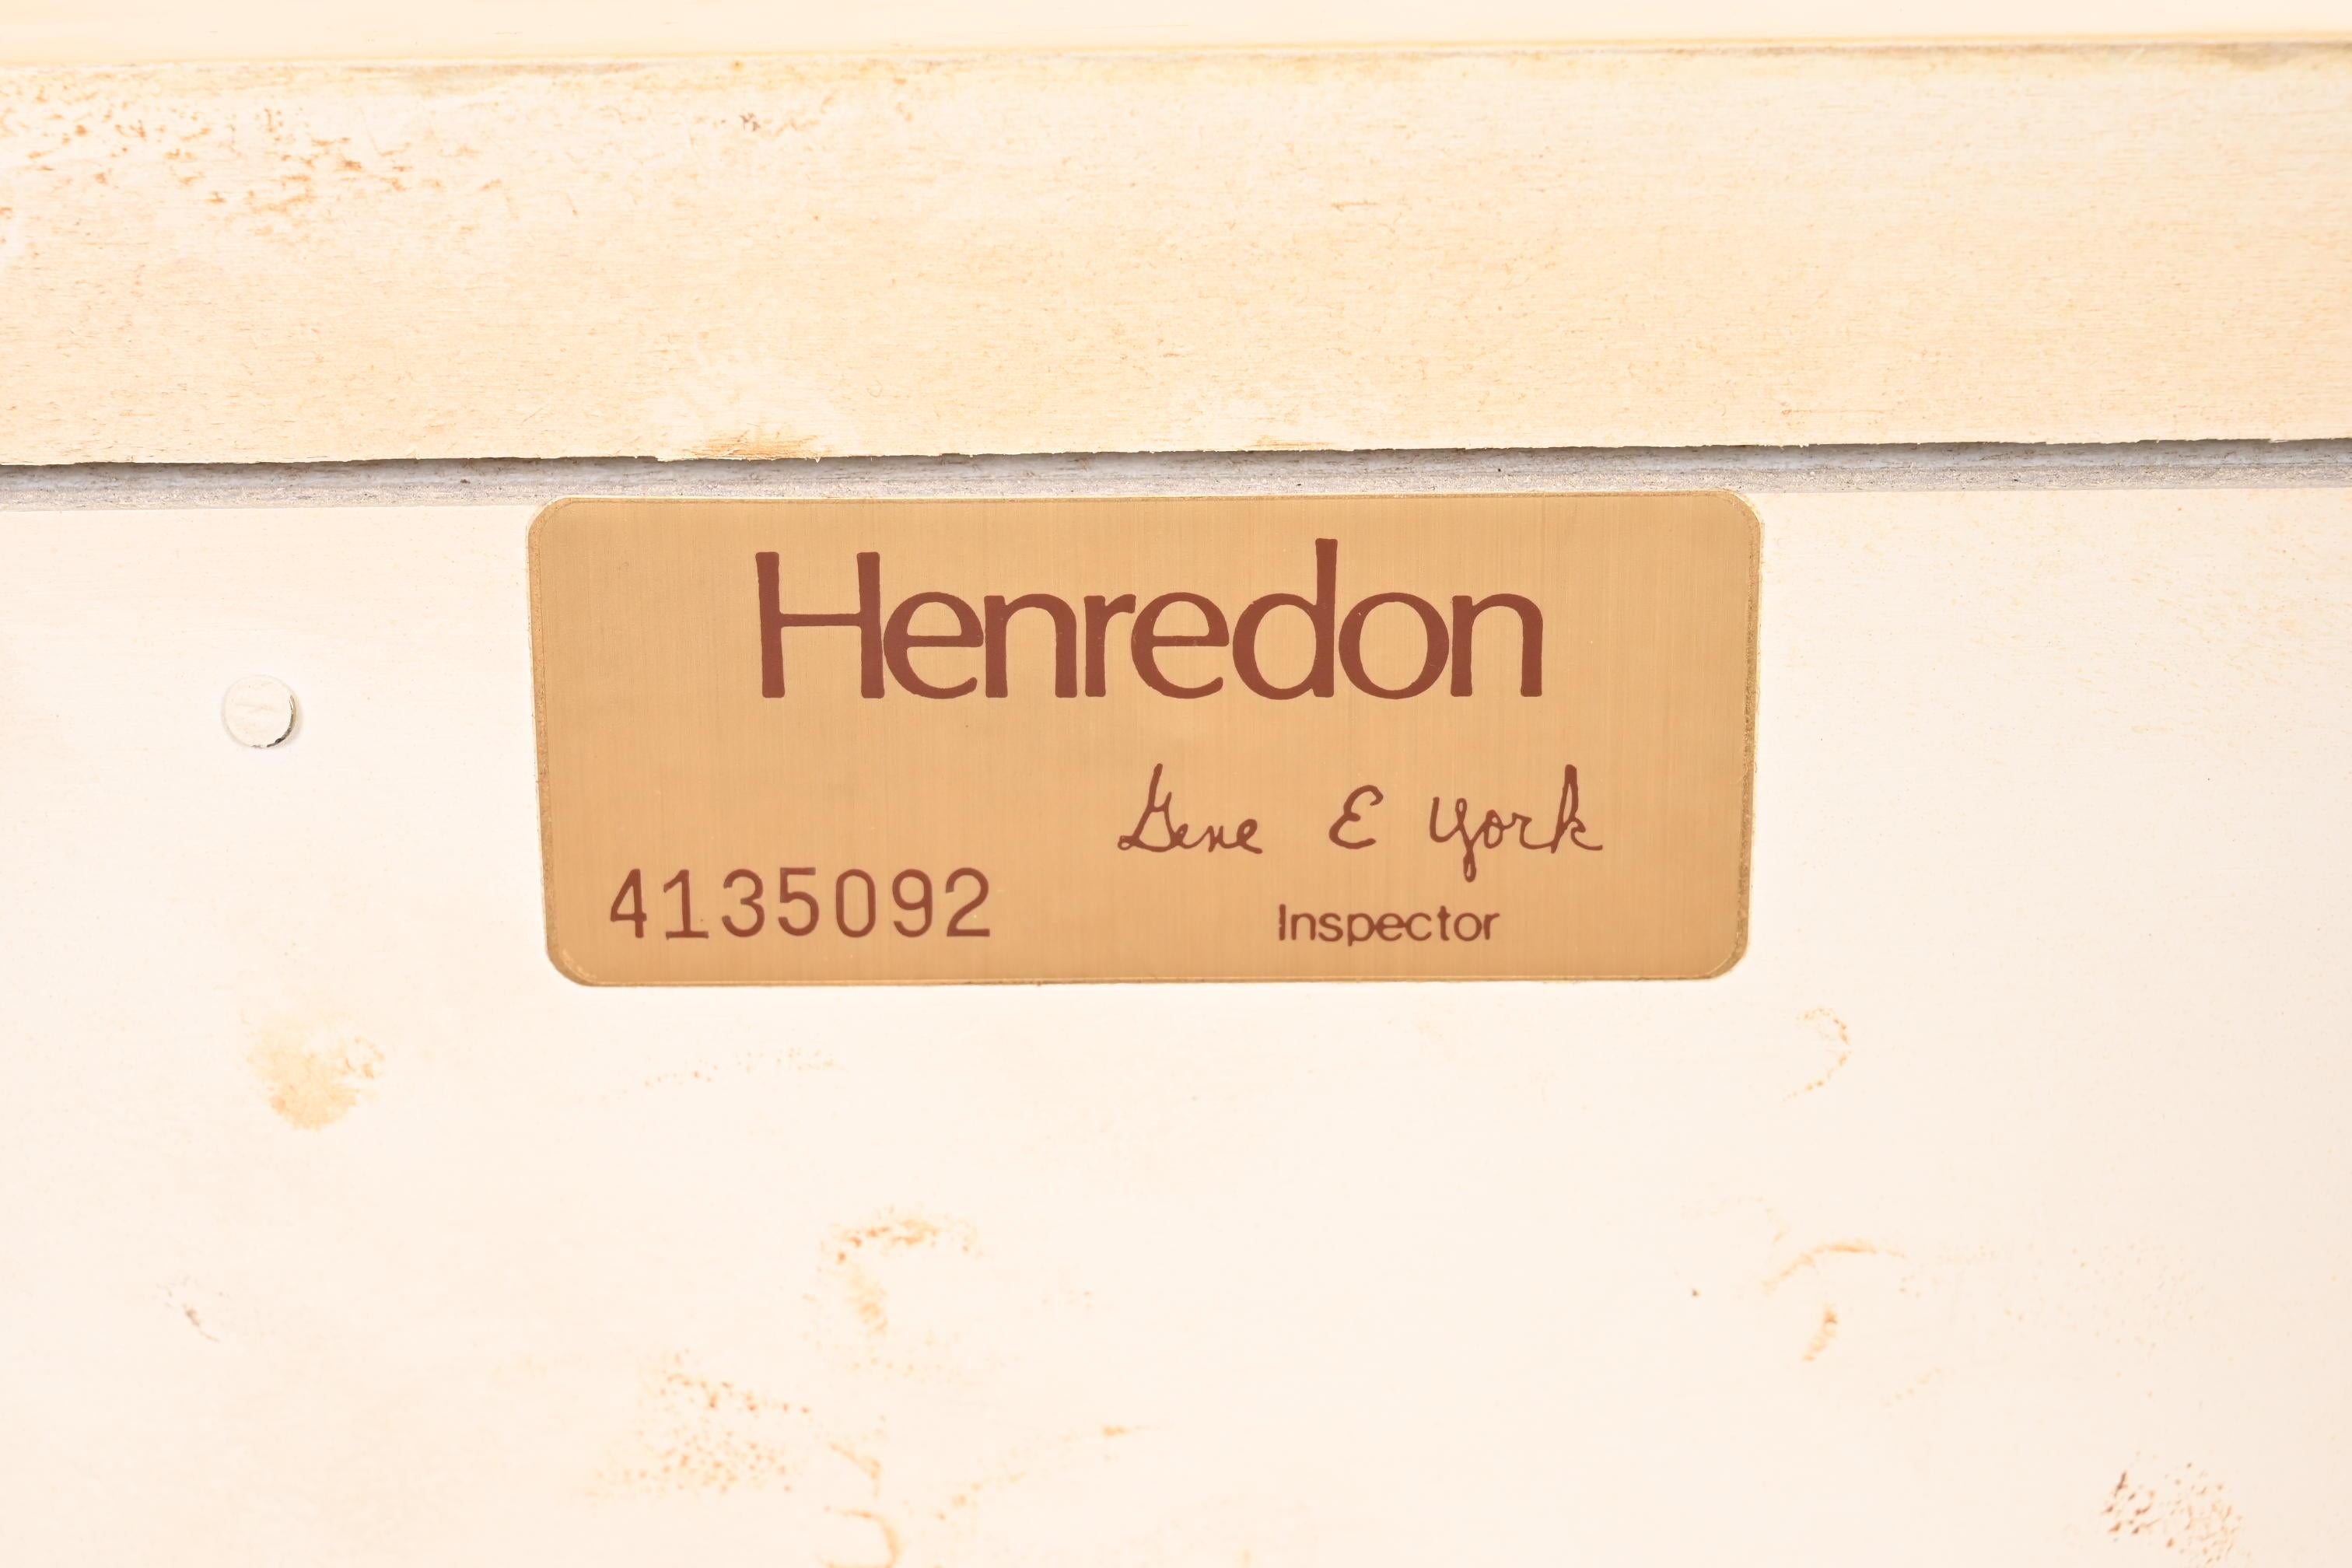 Henredon
Gene E York
4135092
Inspector